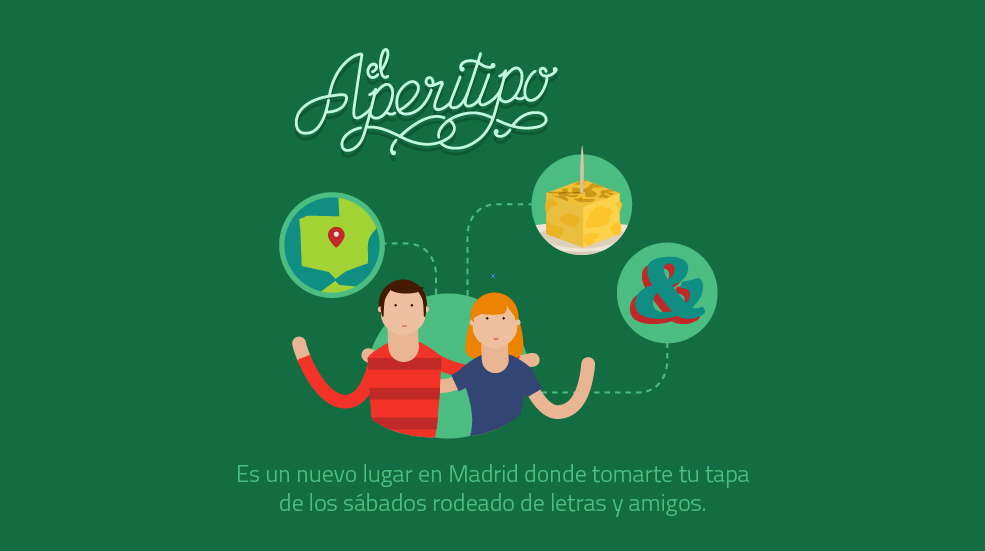 el
Aperitipo
&
Es un nuevo lugar en Madrid donde tomarte tu tapa
de los sábados rodeado de letras y amigos.